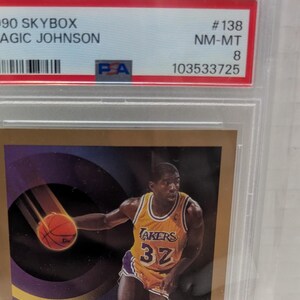 990 SKYBOX #138
AGIC JOHNSON NM-MT
PSA 8
103533725
LAKERS
32